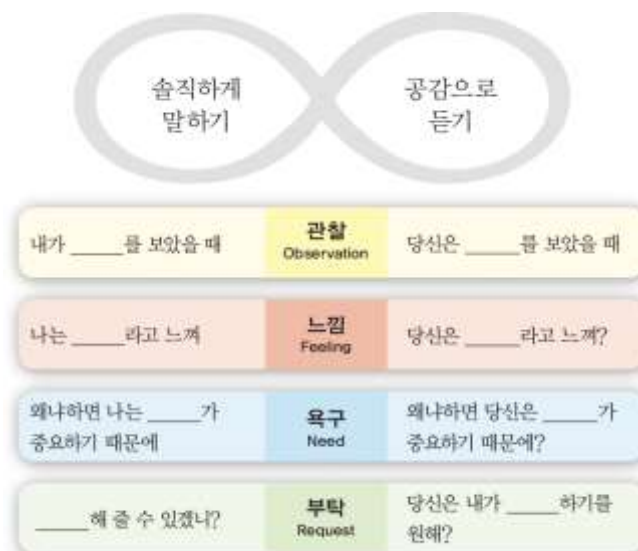 솔직하게
말하기
공감으로
듣기
내가 _____를 보았을 때
관찰
Observation
당신은 _____를 보았을 때
나는 _____라고 느껴
느낌
Feeling
당신은 _____라고 느껴?
왜냐하면 나는 _____가
중요하기 때문에
욕구
Need
왜냐하면 당신은 _____가
중요하기 때문에?
_____해 줄 수 있겠니?
부탁
Request
당신은 내가 _____하기를
원해?